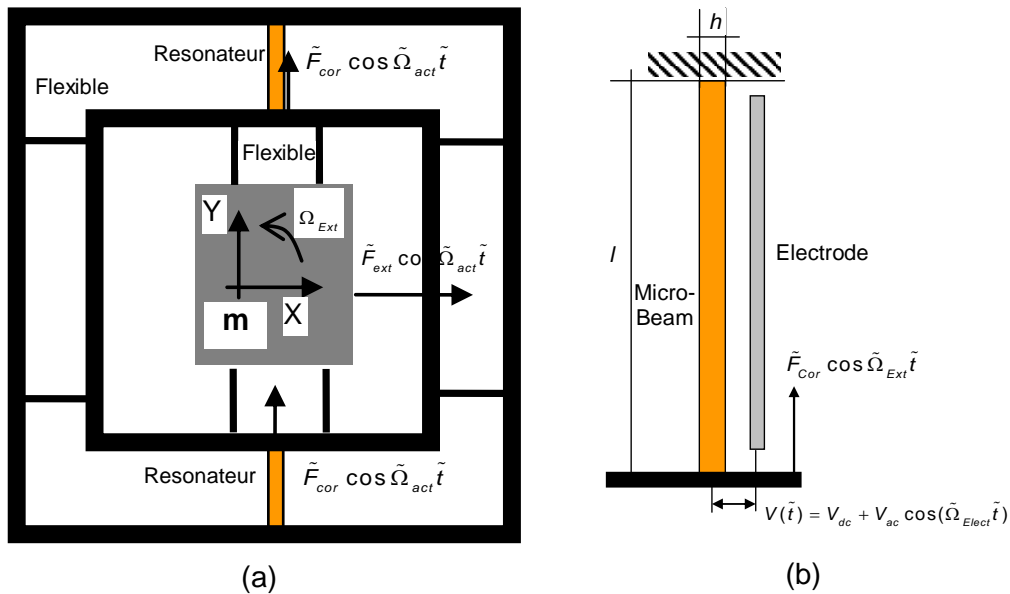 Resonateur
F̃_cor cos Ω̃_act t̃
Flexible
Flexible
Y
Ω_Ext
F̃_ext cos Ω̃_act t̃
m
X
Resonateur
F̃_cor cos Ω̃_act t̃
(a)
h
l
Electrode
Micro-
Beam
F̃_Cor cos Ω̃_Ext t̃
V(t̃) = V_dc + V_ac cos(Ω̃_Elect t̃)
(b)